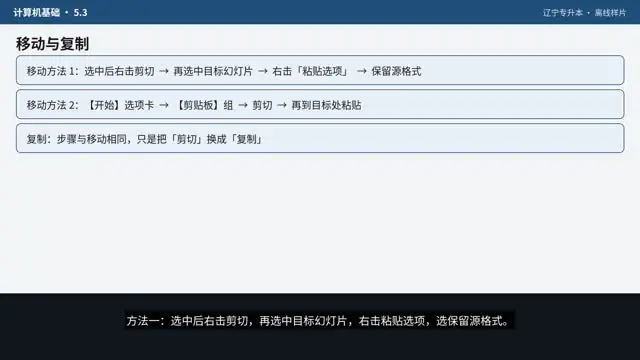 计算机基础 · 5.3
辽宁专升本 · 离线样片
移动与复制
移动方法 1：选中后右击剪切 → 再选中目标幻灯片 → 右击「粘贴选项」 → 保留源格式
移动方法 2：【开始】选项卡 → 【剪贴板】组 → 剪切 → 再到目标处粘贴
复制：步骤与移动相同，只是把「剪切」换成「复制」
方法一：选中后右击剪切，再选中目标幻灯片，右击粘贴选项，选保留源格式。